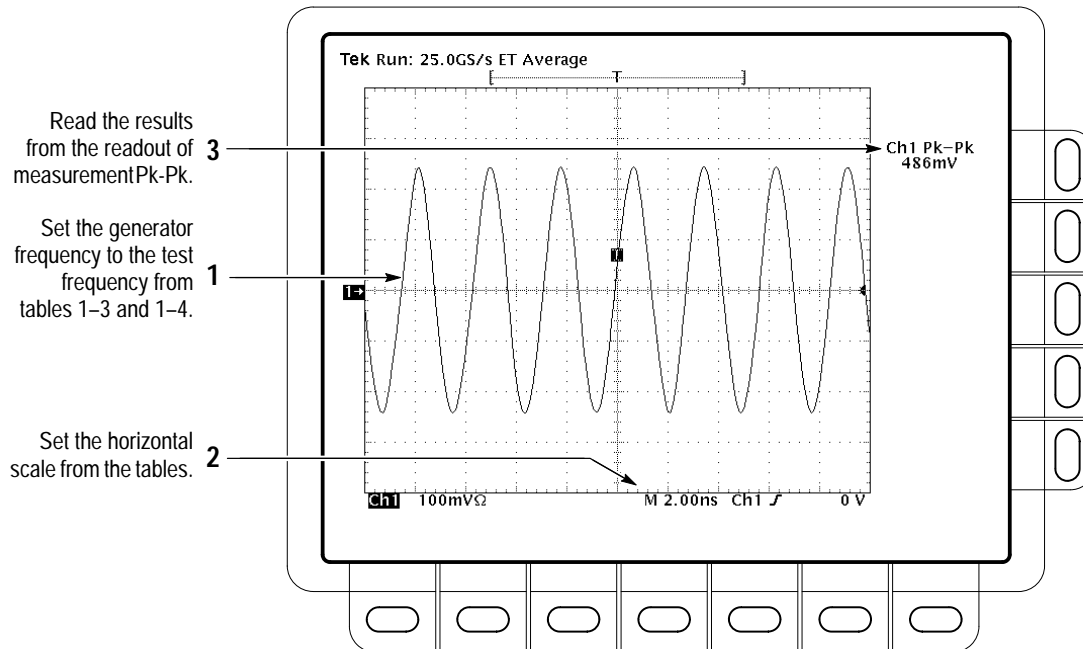 Tek Run: 25.0GS/s ET Average
T
Read the results
from the readout of
measurement Pk-Pk.
3
Ch1 Pk–Pk
486mV
Set the generator
frequency to the test
frequency from
tables 1–3 and 1–4.
1
T
1→
Set the horizontal
scale from the tables.
2
Ch1 100mVΩ M 2.00ns Ch1 ∫ 0 V